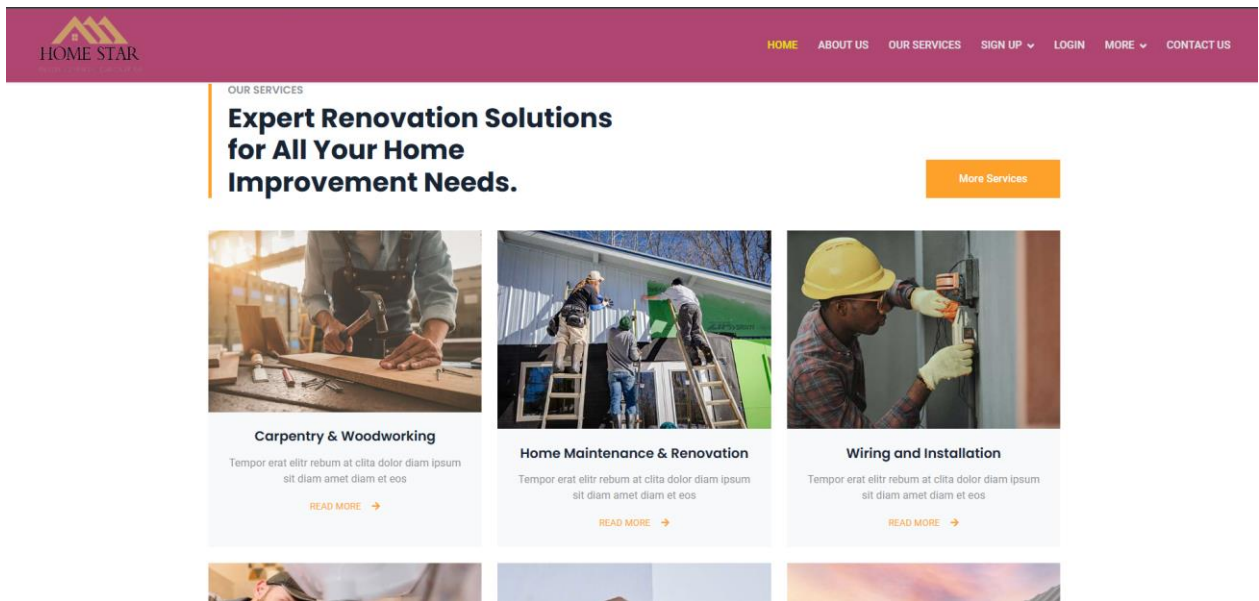 HOME STAR
HOME
ABOUT US
OUR SERVICES
SIGN UP
LOGIN
MORE
CONTACT US
OUR SERVICES
Expert Renovation Solutions
for All Your Home
Improvement Needs.
More Services
Carpentry & Woodworking
Tempor erat elitr rebum at clita dolor diam ipsum
sit diam amet diam et eos
READ MORE
Home Maintenance & Renovation
Tempor erat elitr rebum at clita dolor diam ipsum
sit diam amet diam et eos
READ MORE
Wiring and Installation
Tempor erat elitr rebum at clita dolor diam ipsum
sit diam amet diam et eos
READ MORE